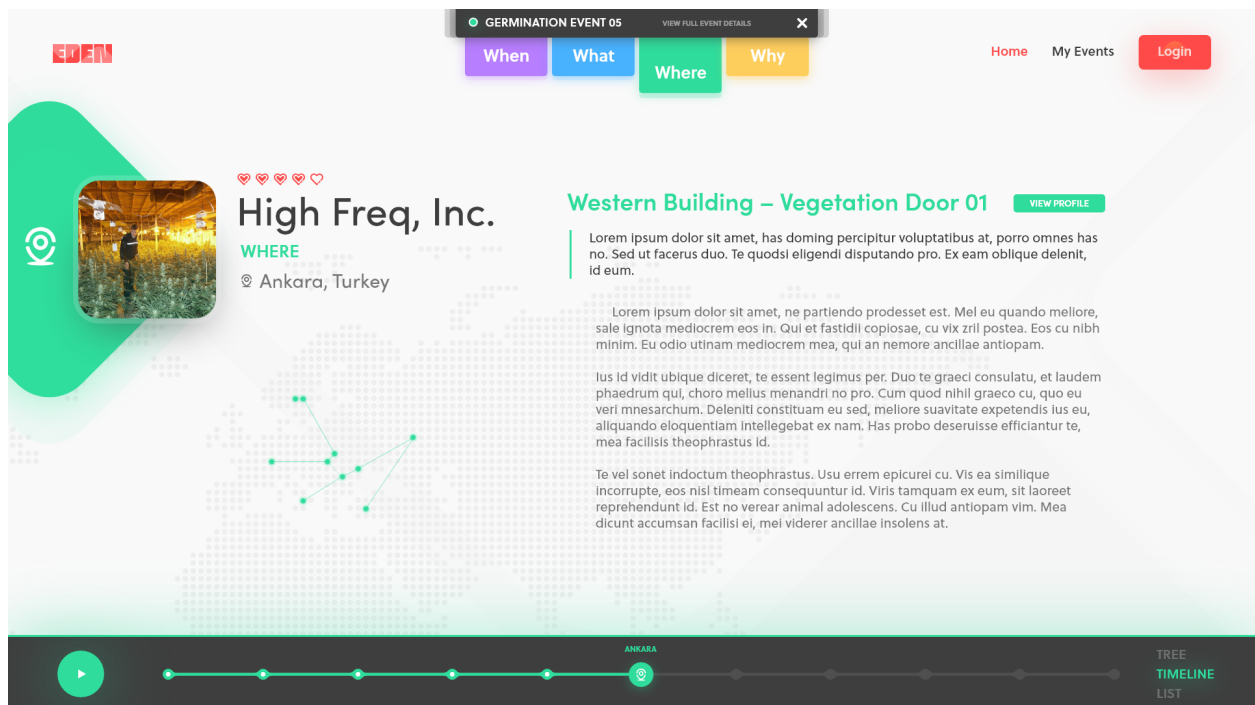 GERMINATION EVENT 05 VIEW FULL EVENT DETAILS
EDEN
When What Where Why
Home My Events Login
High Freq, Inc.
WHERE
Ankara, Turkey
Western Building – Vegetation Door 01 VIEW PROFILE
Lorem ipsum dolor sit amet, has doming percipitur voluptatibus at, porro omnes has
no. Sed ut facerus duo. Te quodsi eligendi disputando pro. Ex eam oblique delenit,
id eum.
Lorem ipsum dolor sit amet, ne partiendo prodesset est. Mel eu quando meliore,
sale ignota mediocrem eos in. Qui et fastidii copiosae, cu vix zril postea. Eos cu nibh
minim. Eu odio utinam mediocrem mea, qui an nemore ancillae antiopam.
Ius id vidit ubique diceret, te essent legimus per. Duo te graeci consulatu, et laudem
phaedrum qui, choro melius menandri no pro. Cum quod nihil graeco cu, quo eu
veri mnesarchum. Deleniti constituam eu sed, meliore suavitate expetendis ius eu,
aliquando eloquentiam intellegebat ex nam. Has probo deseruisse efficiantur te,
mea facilisis theophrastus id.
Te vel sonet indoctum theophrastus. Usu errem epicurei cu. Vis ea similique
incorrupte, eos nisl timeam consequuntur id. Viris tamquam ex eum, sit laoreet
reprehendunt id. Est no verear animal adolescens. Cu illud antiopam vim. Mea
dicunt accumsan facilisi ei, mei viderer ancillae insolens at.
ANKARA
TREE
TIMELINE
LIST